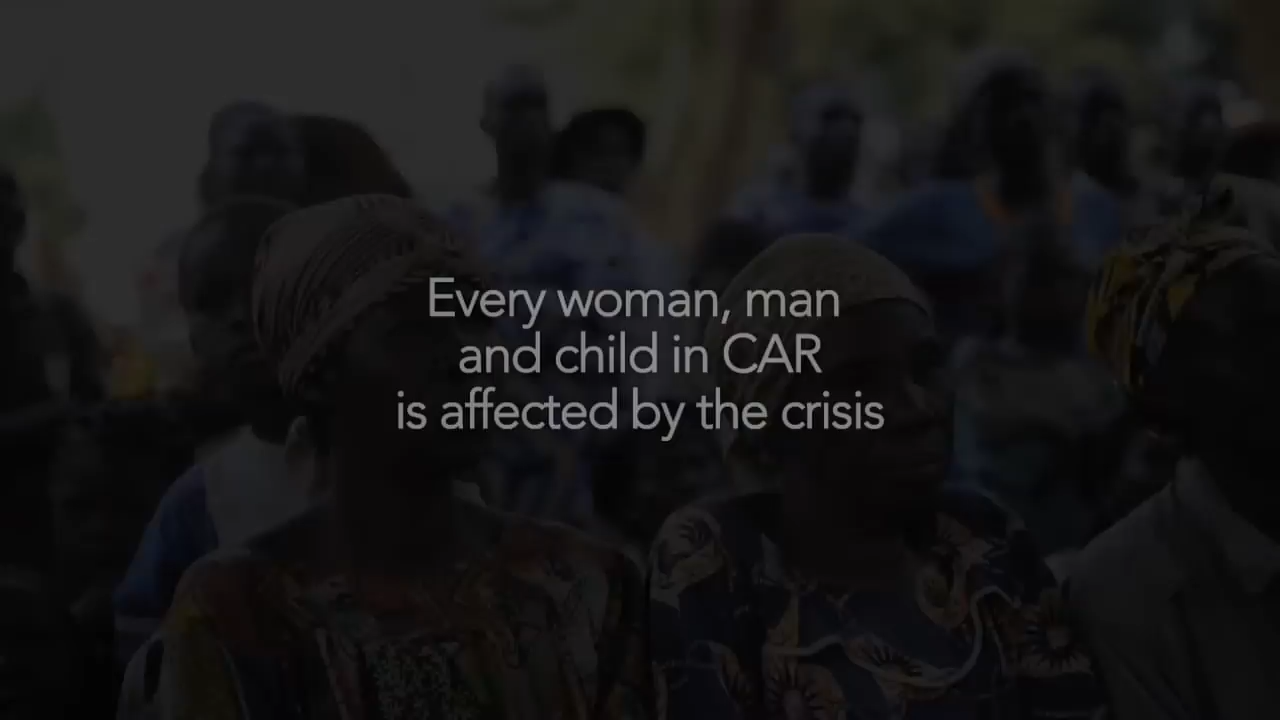 Every woman, man
and child in CAR
is affected by the crisis